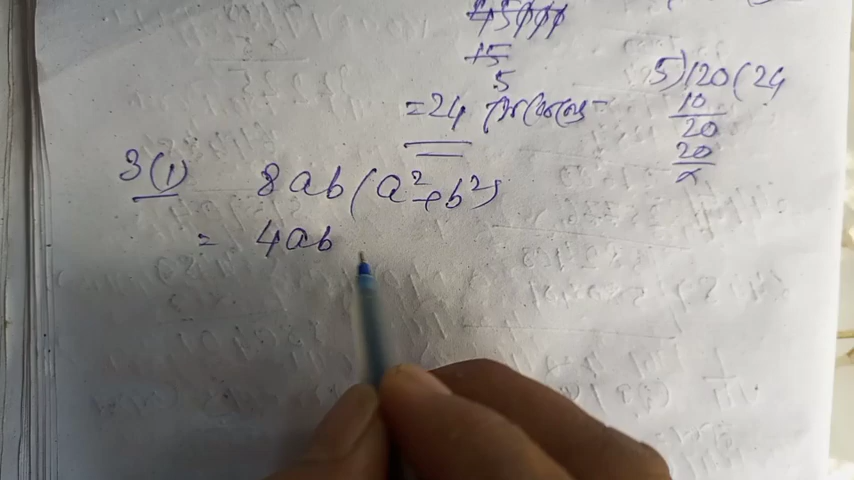 45000
15
5
5)120(24
10
20
20
x
=24
3(1) 8ab(a²+b²)
= 4ab